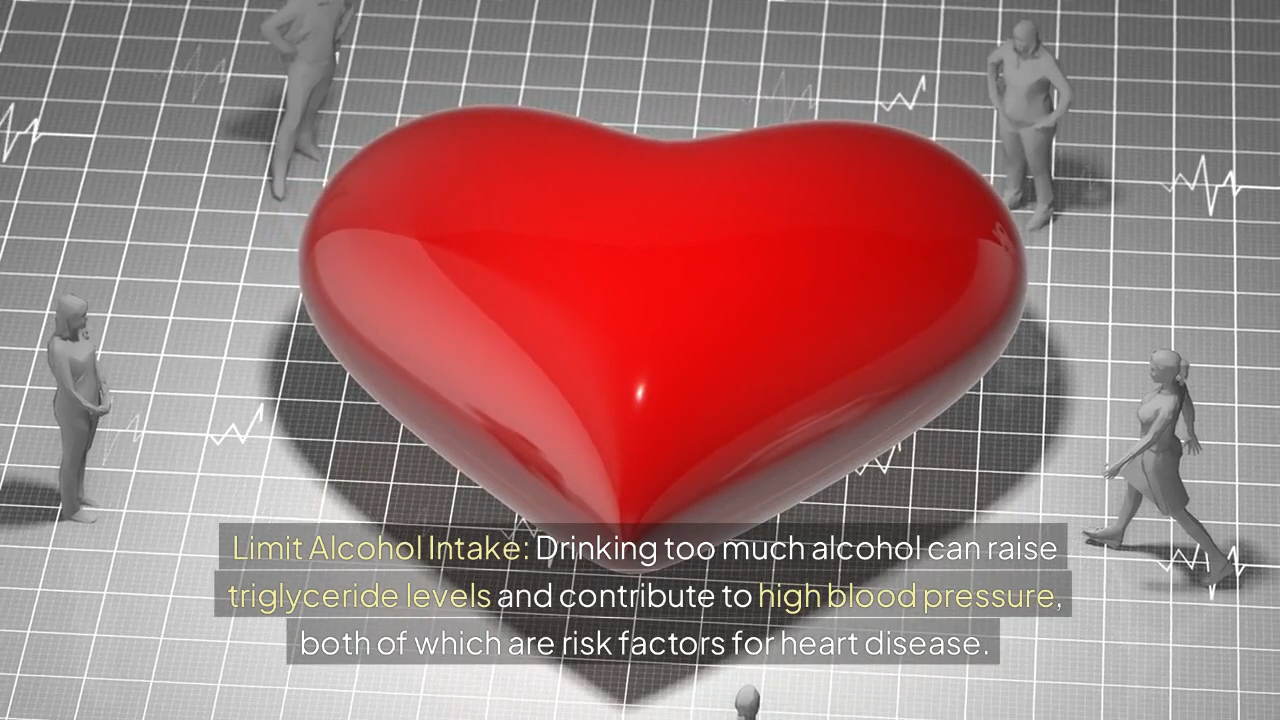 Limit Alcohol Intake: Drinking too much alcohol can raise
triglyceride levels and contribute to high blood pressure,
both of which are risk factors for heart disease.